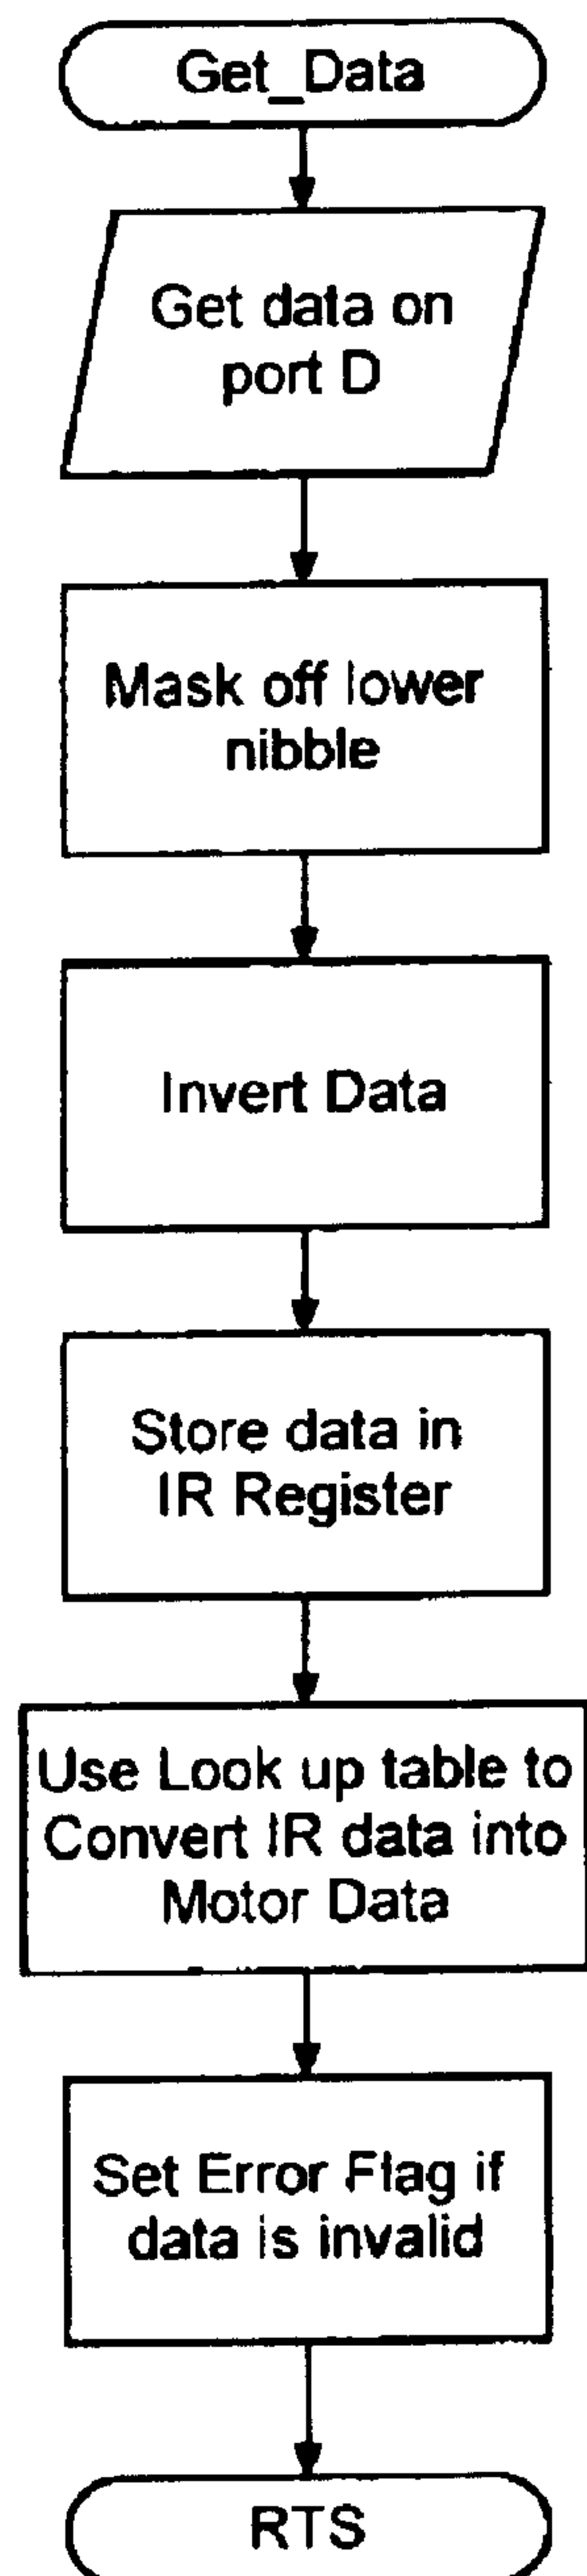 Get_Data
Get data on
port D
Mask off lower
nibble
Invert Data
Store data in
IR Register
Use Look up table to
Convert IR data into
Motor Data
Set Error Flag if
data is invalid
RTS